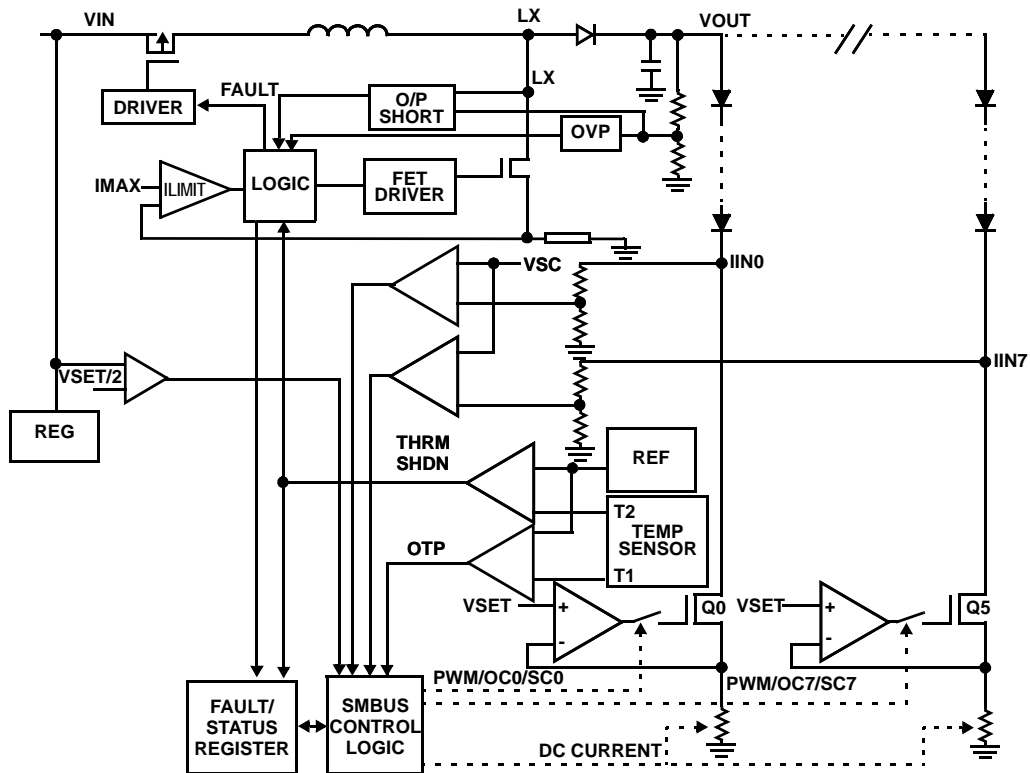 VIN
LX
VOUT
LX
FAULT
DRIVER
O/P
SHORT
OVP
IMAX
ILIMIT
LOGIC
FET
DRIVER
VSC
IIN0
IIN7
VSET/2
REG
THRM
SHDN
REF
T2
TEMP
SENSOR
T1
OTP
VSET
+
-
Q0
VSET
+
-
Q5
PWM/OC0/SC0
PWM/OC7/SC7
FAULT/
STATUS
REGISTER
SMBUS
CONTROL
LOGIC
DC CURRENT